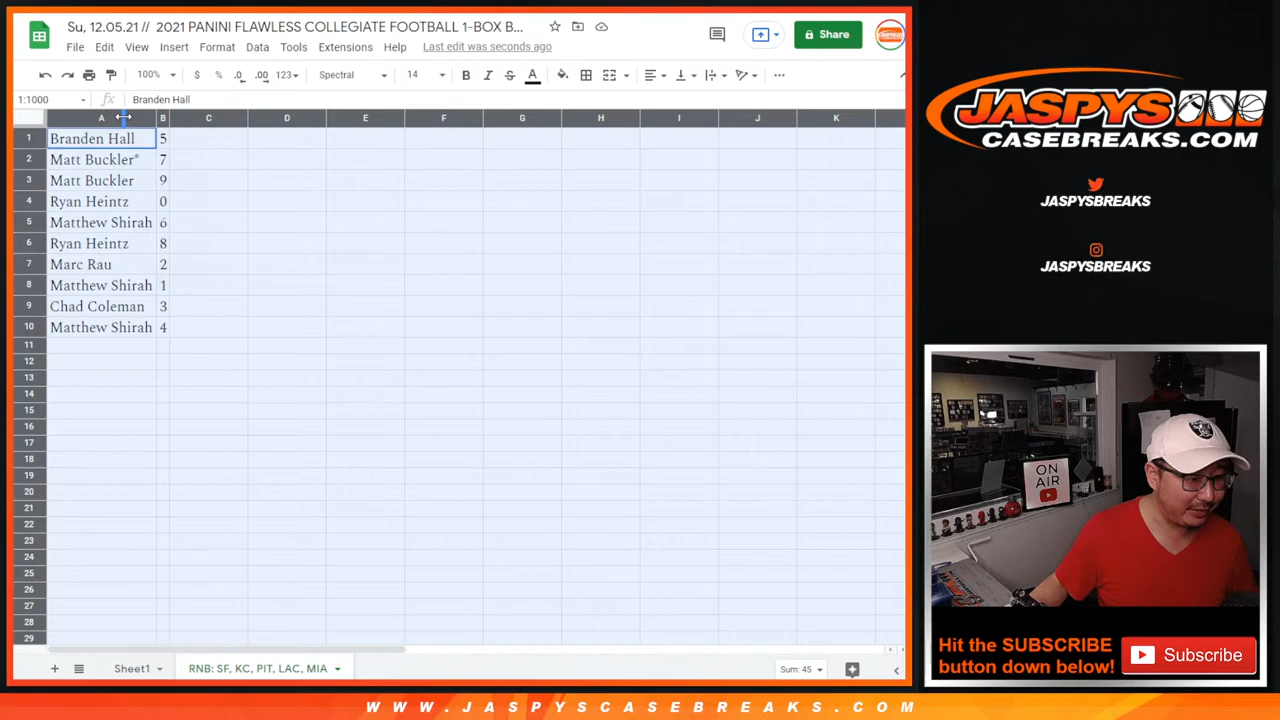 Su, 12.05.21 // 2021 PANINI FLAWLESS COLLEGIATE FOOTBALL 1-BOX B...
File Edit View Insert Format Data Tools Extensions Help Last edit was seconds ago
Share
100% $ % .0 .00 123 Spectral 14 B I S A
1:1000 fx Branden Hall
A B C D E F G H I J K
1 Branden Hall 5
2 Matt Buckler* 7
3 Matt Buckler 9
4 Ryan Heintz 0
5 Matthew Shirah 6
6 Ryan Heintz 8
7 Marc Rau 2
8 Matthew Shirah 1
9 Chad Coleman 3
10 Matthew Shirah 4
11
12
13
14
15
16
17
18
19
20
21
22
23
24
25
26
27
28
29
Sheet1 RNB: SF, KC, PIT, LAC, MIA Sum: 45
JASPYS
CASEBREAKS.COM
JASPYSBREAKS
JASPYSBREAKS
ON
AIR
Hit the SUBSCRIBE
button down below!
Subscribe
WWW.JASPYSCASEBREAKS.COM